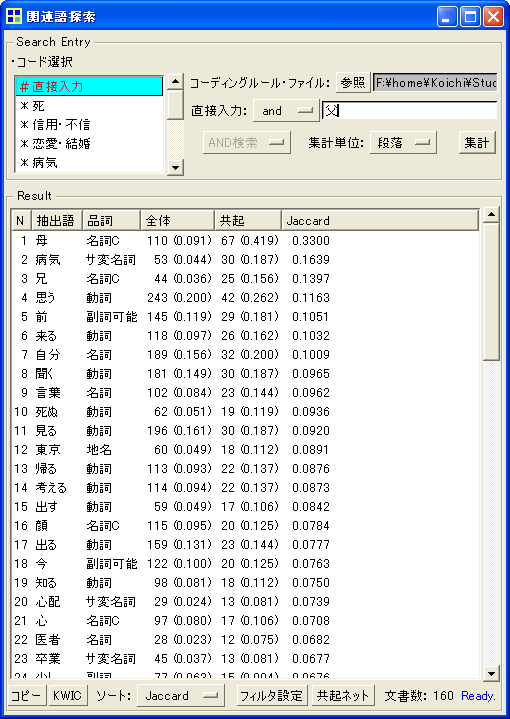 関連語探索
Search Entry
・コード選択
#直接入力
*死
*信用・不信
*恋愛・結婚
*病気
コーディングルール・ファイル: 参照 F:¥home¥Koichi¥Stuc
直接入力: and 父
AND検索 集計単位: 段落 集計
Result
N 抽出語 品詞 全体 共起 Jaccard
1 母 名詞C 110 (0.091) 67 (0.419) 0.3300
2 病気 サ変名詞 53 (0.044) 30 (0.187) 0.1639
3 兄 名詞C 44 (0.036) 25 (0.156) 0.1397
4 思う 動詞 243 (0.200) 42 (0.262) 0.1163
5 前 副詞可能 145 (0.119) 29 (0.181) 0.1051
6 来る 動詞 118 (0.097) 26 (0.162) 0.1032
7 自分 名詞 189 (0.156) 32 (0.200) 0.1009
8 聞く 動詞 181 (0.149) 30 (0.187) 0.0965
9 言葉 名詞 102 (0.084) 23 (0.144) 0.0962
10 死ぬ 動詞 62 (0.051) 19 (0.119) 0.0936
11 見る 動詞 196 (0.161) 30 (0.187) 0.0920
12 東京 地名 60 (0.049) 18 (0.112) 0.0891
13 帰る 動詞 113 (0.093) 22 (0.137) 0.0876
14 考える 動詞 114 (0.094) 22 (0.137) 0.0873
15 出す 動詞 59 (0.049) 17 (0.106) 0.0842
16 顔 名詞C 115 (0.095) 20 (0.125) 0.0784
17 出る 動詞 159 (0.131) 23 (0.144) 0.0777
18 今 副詞可能 122 (0.100) 20 (0.125) 0.0763
19 知る 動詞 98 (0.081) 18 (0.112) 0.0750
20 心配 サ変名詞 29 (0.024) 13 (0.081) 0.0739
21 心 名詞C 97 (0.080) 17 (0.106) 0.0708
22 医者 名詞 28 (0.023) 12 (0.075) 0.0682
23 卒業 サ変名詞 45 (0.037) 13 (0.081) 0.0677
24 少し 副詞 77 (0.063) 15 (0.094) 0.0676
コピー KWIC ソート: Jaccard フィルタ設定 共起ネット 文書数: 160 Ready.